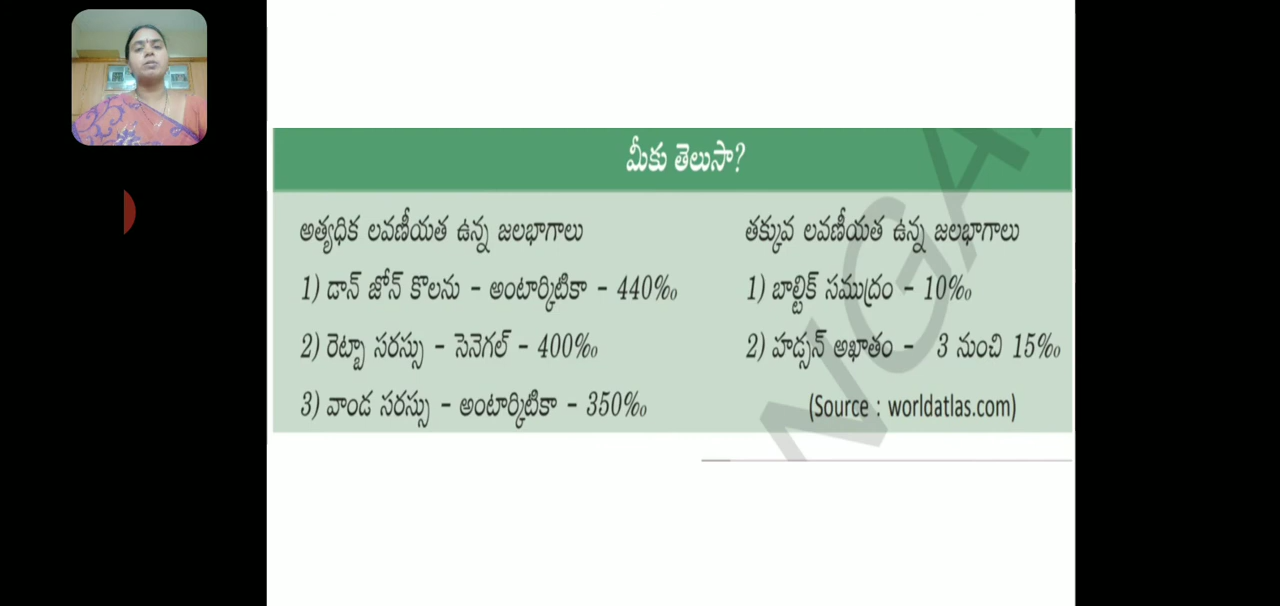 మీకు తెలుసా?
అత్యధిక లవణీయత ఉన్న జలభాగాలు
1) డాన్ జోన్ కొలను - అంటార్కిటికా - 440‰
2) రెట్బా సరస్సు - సెనెగల్ - 400‰
3) వాండ సరస్సు - అంటార్కిటికా - 350‰
తక్కువ లవణీయత ఉన్న జలభాగాలు
1) బాల్టిక్ సముద్రం - 10‰
2) హడ్సన్ అఖాతం - 3 నుంచి 15‰
(Source : worldatlas.com)